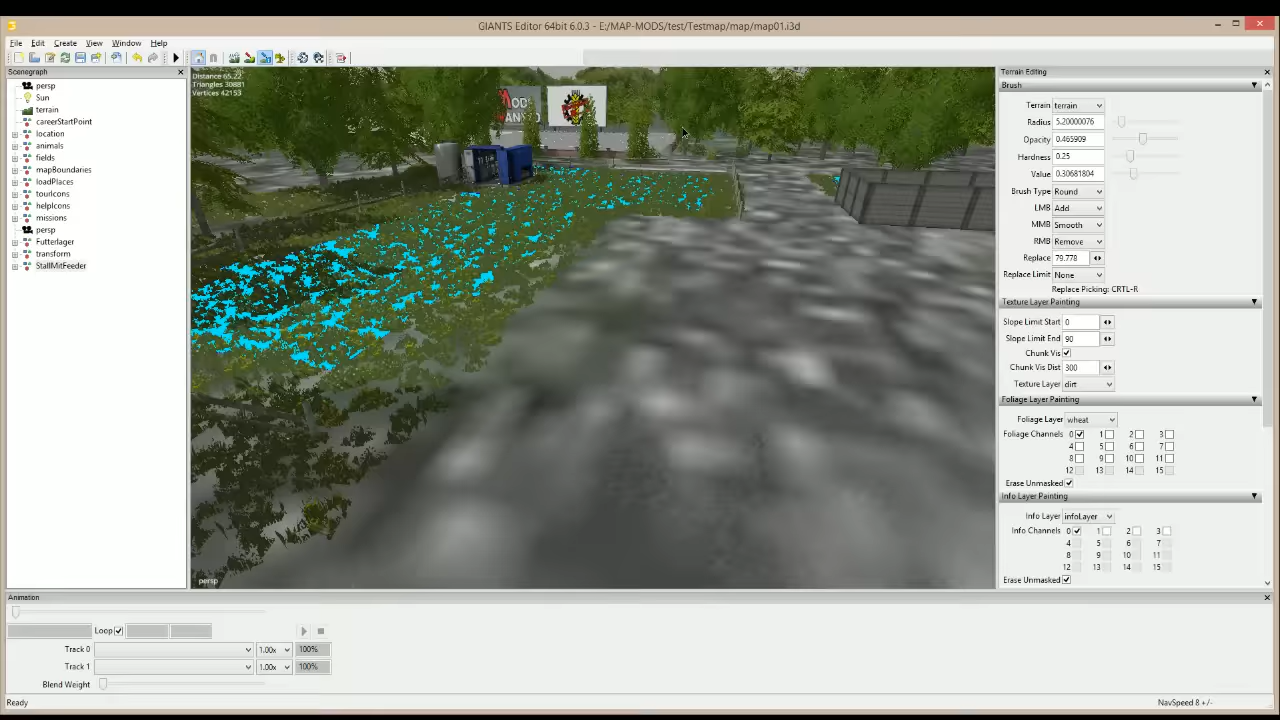 GIANTS Editor 64bit 6.0.3 - E:/MAP-MODS/test/Testmap/map/map01.i3d
File Edit Create View Window Help
Scenegraph
persp
Sun
terrain
careerStartPoint
location
animals
fields
mapBoundaries
loadPlaces
tourIcons
helpIcons
missions
persp
Futterlager
transform
StallMitFeeder
Distance 65.22
Triangles 30881
Vertices 42153
persp
Terrain Editing
Brush
Terrain terrain
Radius 5.20000076
Opacity 0.465909
Hardness 0.25
Value 0.30681804
Brush Type Round
LMB Add
MMB Smooth
RMB Remove
Replace 79.778
Replace Limit None
Replace Picking: CRTL-R
Texture Layer Painting
Slope Limit Start 0
Slope Limit End 90
Chunk Vis
Chunk Vis Dist 300
Texture Layer dirt
Foliage Layer Painting
Foliage Layer wheat
Foliage Channels 0 1 2 3
4 5 6 7
8 9 10 11
12 13 14 15
Erase Unmasked
Info Layer Painting
Info Layer infoLayer
Info Channels 0 1 2 3
4 5 6 7
8 9 10 11
12 13 14 15
Erase Unmasked
Animation
Loop
Track 0 1.00x 100%
Track 1 1.00x 100%
Blend Weight
Ready
NavSpeed 8 +/-